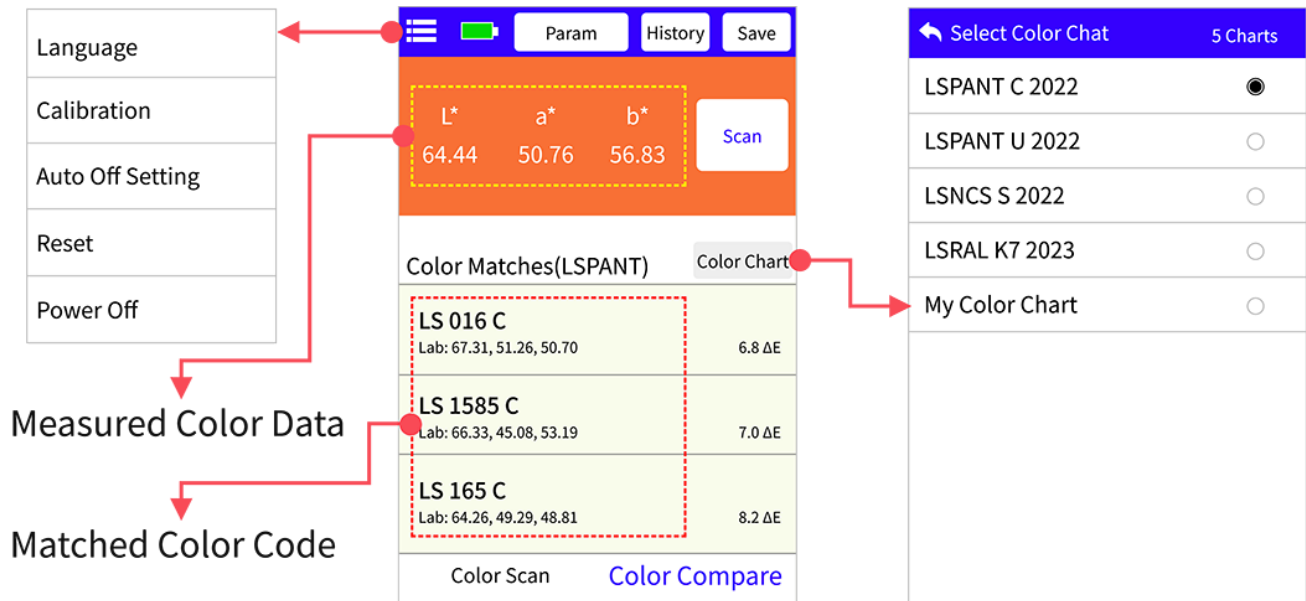 Language
Calibration
Auto Off Setting
Reset
Power Off
Measured Color Data
Matched Color Code
Param
History
Save
L* a* b*
64.44 50.76 56.83
Scan
Color Matches(LSPANT)
Color Chart
LS 016 C
Lab: 67.31, 51.26, 50.70
6.8 ΔE
LS 1585 C
Lab: 66.33, 45.08, 53.19
7.0 ΔE
LS 165 C
Lab: 64.26, 49.29, 48.81
8.2 ΔE
Color Scan
Color Compare
Select Color Chat
5 Charts
LSPANT C 2022
LSPANT U 2022
LSNCS S 2022
LSRAL K7 2023
My Color Chart